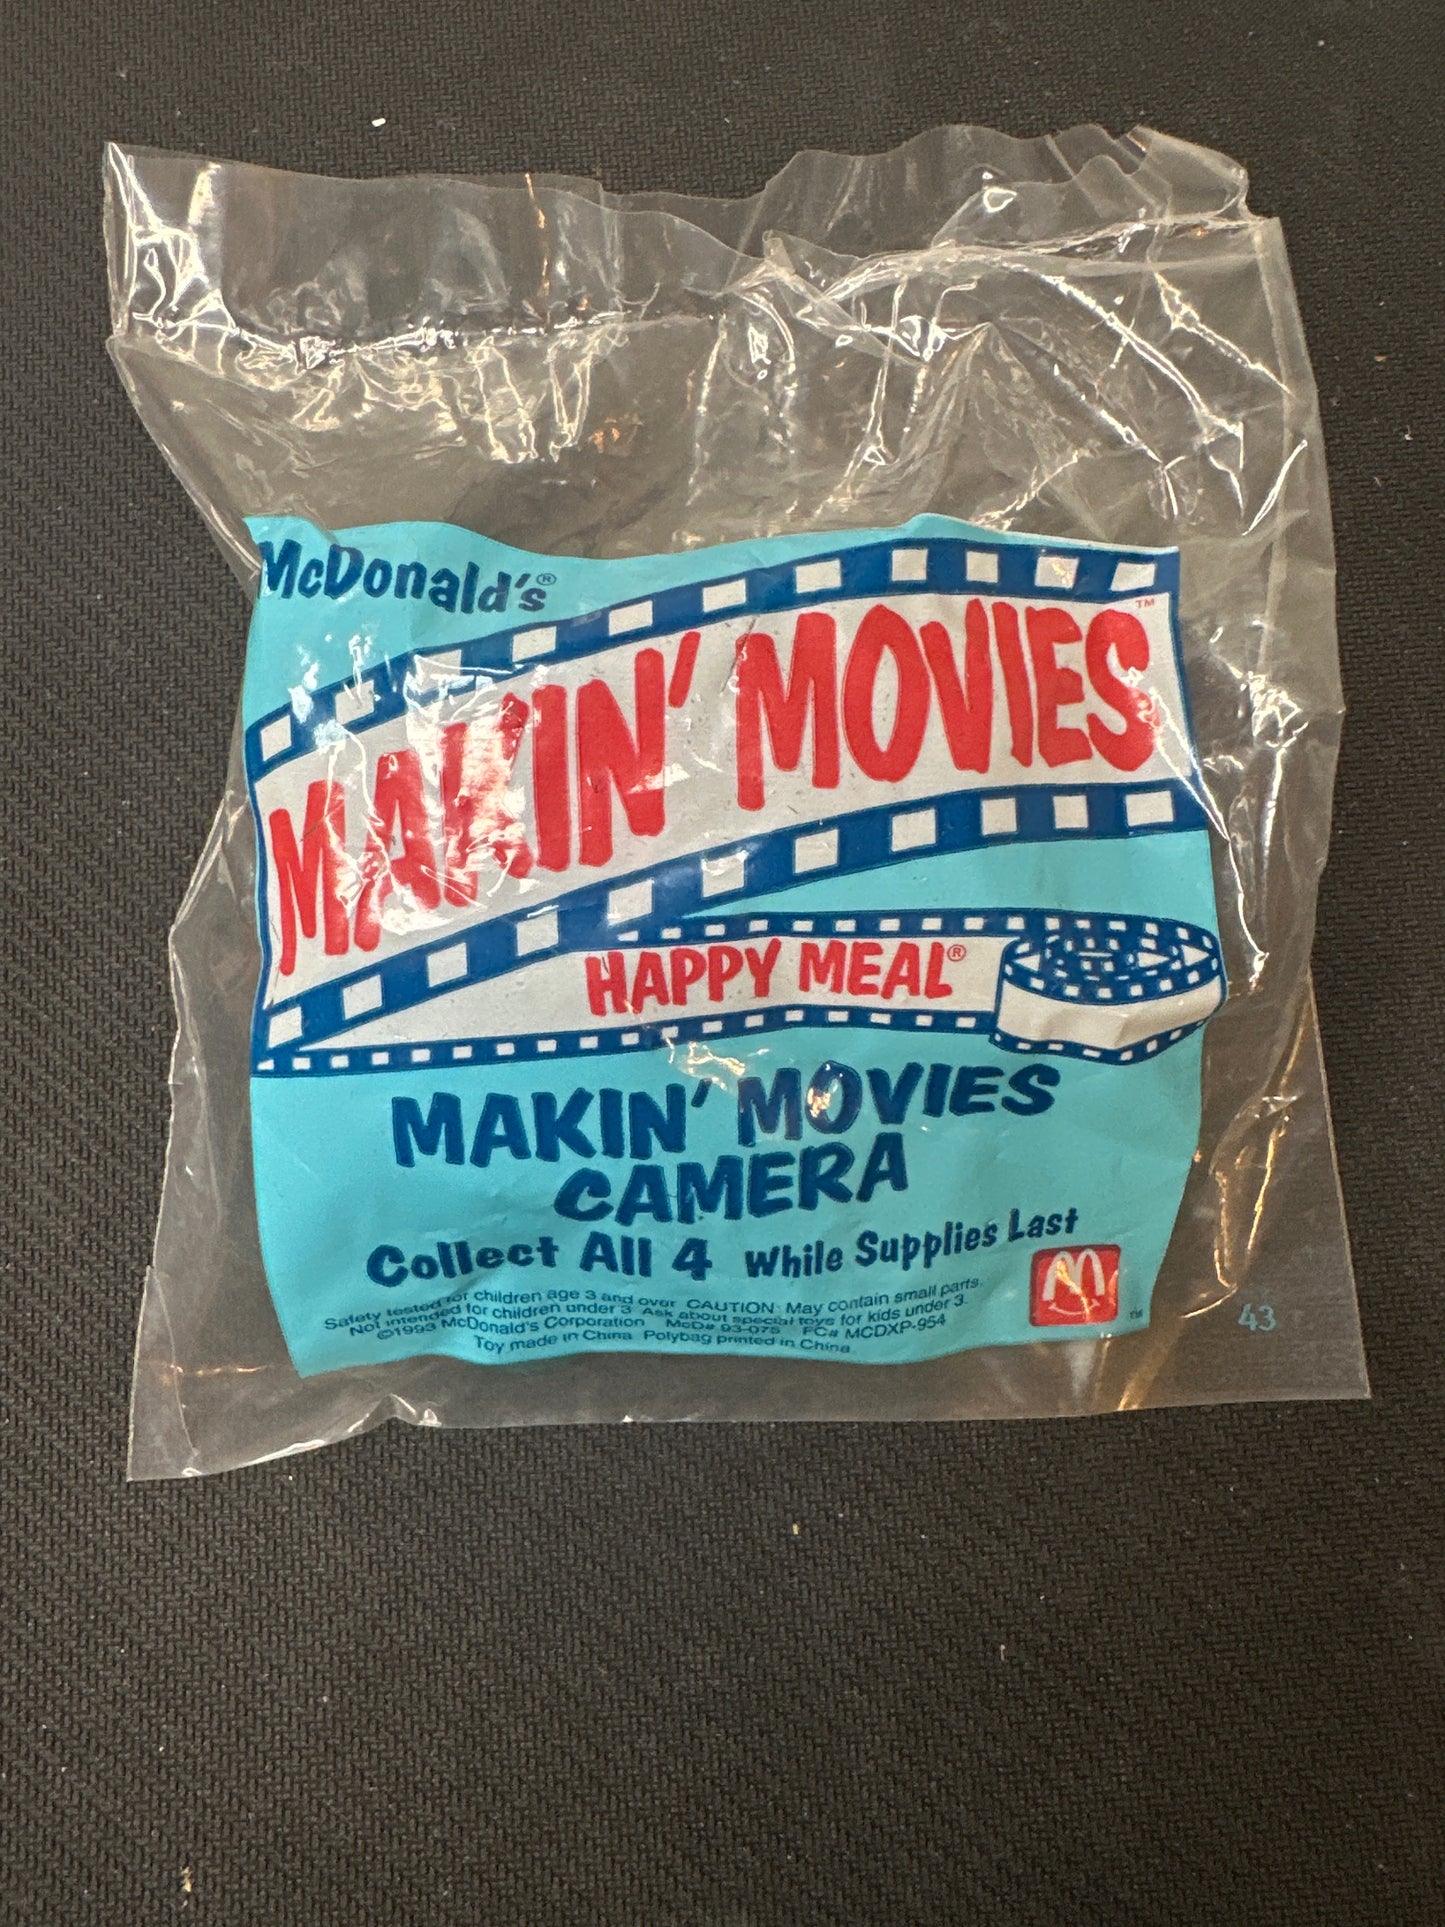 McDonald's®
MAKIN' MOVIES™
HAPPY MEAL®
MAKIN' MOVIES
CAMERA
Collect All 4 While Supplies Last
Safety tested for children age 3 and over CAUTION: May contain small parts.
Not intended for children under 3 Ask about special toys for kids under 3.
©1993 McDonald's Corporation McD# 93-075 FC# MCDXP-954
Toy made in China Polybag printed in China
M
™
43